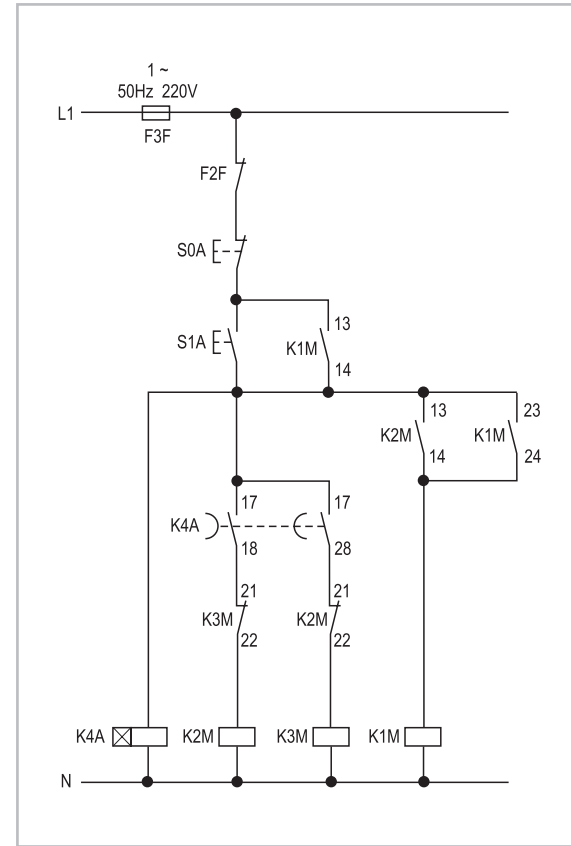 1 ~
50Hz 220V
L1
F3F
F2F
S0A
13
S1A
K1M
14
13
23
K2M
K1M
14
24
17
17
K4A
18
28
21
21
K3M
K2M
22
22
K4A
K2M
K3M
K1M
N